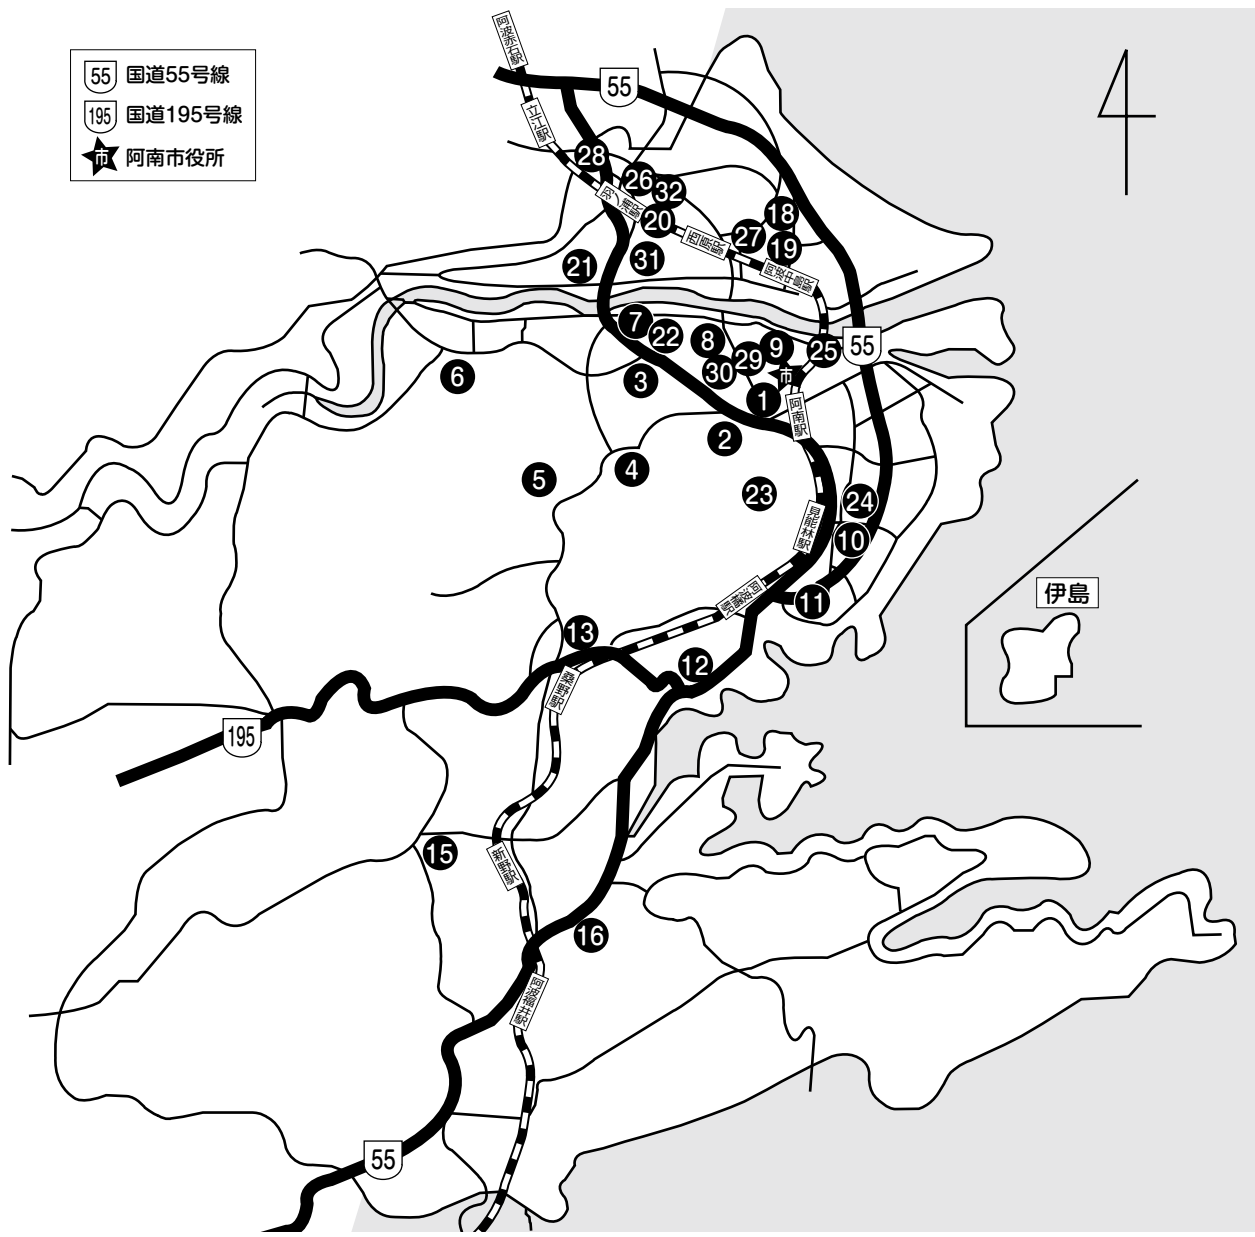 阿波赤石駅
55
55 国道55号線
195 国道195号線
市 阿南市役所
立江駅
28
26
32
羽ノ浦駅
20
18
27
19
西原駅
阿波中島駅
21
31
7
22
8
9
25
55
29
30
市
6
3
1
阿南駅
2
4
5
23
24
見能林駅
10
阿波橘駅
11
伊島
13
12
桑野駅
195
15
新野駅
16
阿波福井駅
55